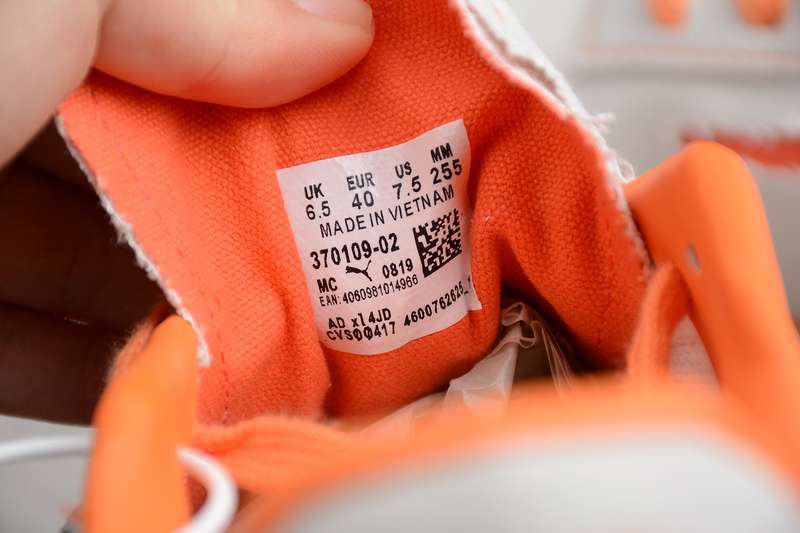 UK EUR US MM
6.5 40 7.5 255
MADE IN VIETNAM
370109-02
MC 0819
EAN: 4060981014966
AD x14JD
CVS00417 4600762625_1